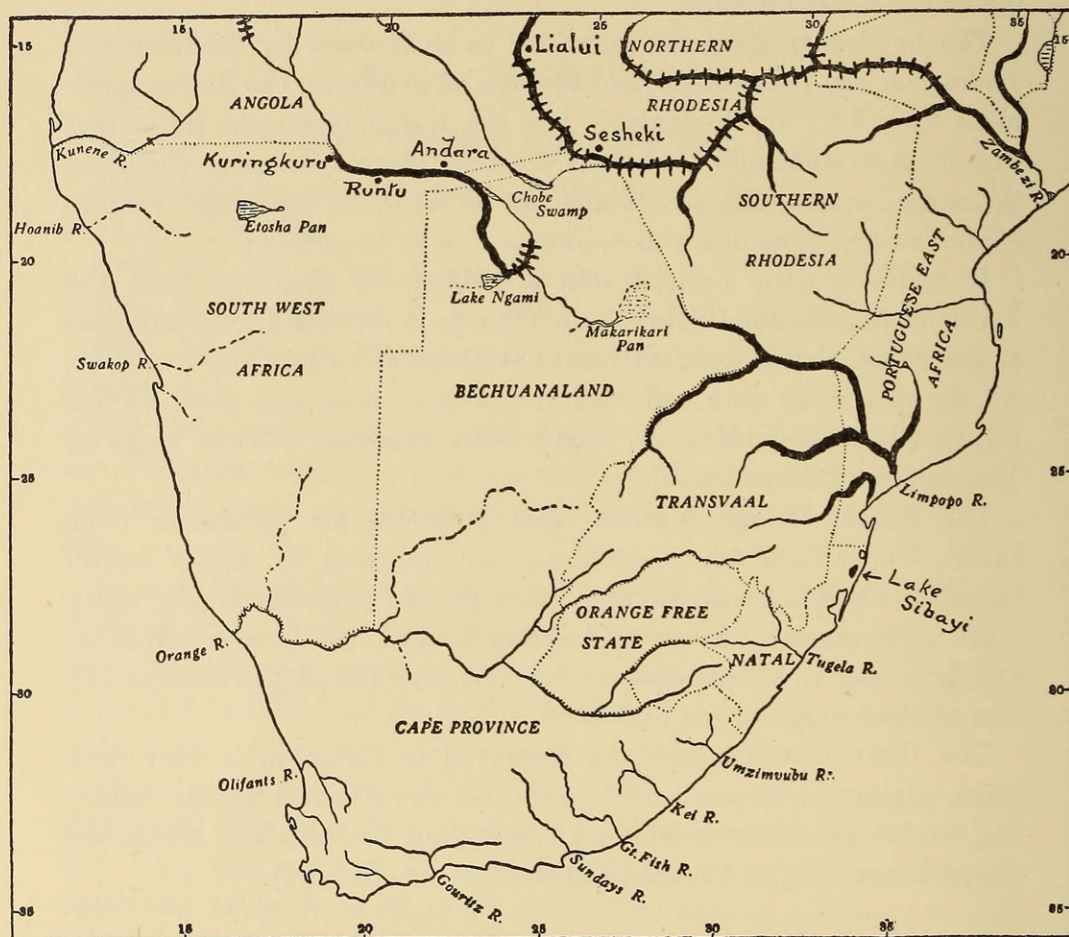 15
20
25
30
35
15
Lialui
NORTHERN
15
ANGOLA
RHODESIA
Kunene R.
Kuringkuru
Andara
Sesheki
Zambezi R.
Runtu
Chobe
Swamp
SOUTHERN
Hoanib R.
Etosha Pan
20
RHODESIA
20
Lake Ngami
PORTUGUESE EAST
AFRICA
SOUTH WEST
Makarikari
Pan
Swakop R.
AFRICA
BECHUANALAND
25
TRANSVAAL
Limpopo R.
25
Lake
Sibayi
ORANGE FREE
STATE
Orange R.
NATAL
Tugela R.
30
30
CAPE PROVINCE
Umzimvubu R.
Olifants R.
Kei R.
Gt. Fish R.
Sundays R.
Gouritz R.
35
35
15
20
25
30
35